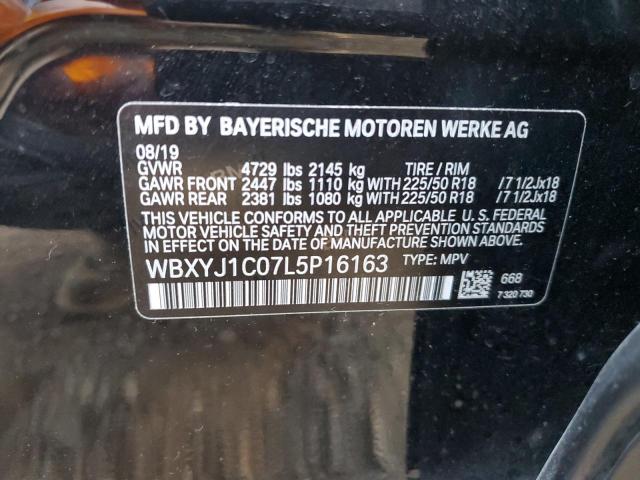 MFD BY BAYERISCHE MOTOREN WERKE AG
08/19
GVWR 4729 lbs 2145 kg TIRE / RIM
GAWR FRONT 2447 lbs 1110 kg WITH 225/50 R18 /7 1/2Jx18
GAWR REAR 2381 lbs 1080 kg WITH 225/50 R18 /7 1/2Jx18
THIS VEHICLE CONFORMS TO ALL APPLICABLE U. S. FEDERAL
MOTOR VEHICLE SAFETY, BUMPER, AND THEFT PREVENTION
STANDARDS IN EFFECT ON THE DATE OF MANUFACTURE SHOWN ABOVE.
WBXYJ1C07L5P16163 TYPE: MPV
668
7 320 730